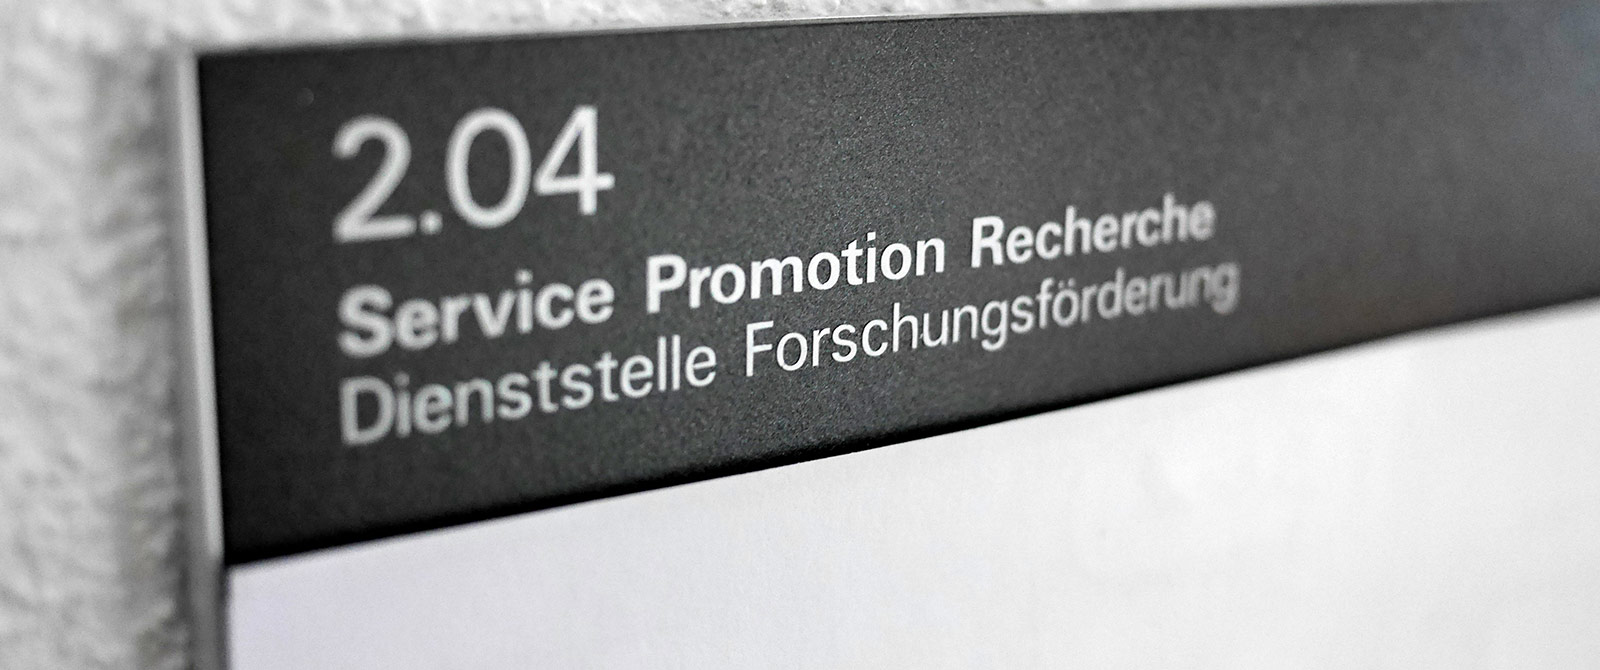 2.04
Service Promotion Recherche
Dienststelle Forschungsförderung